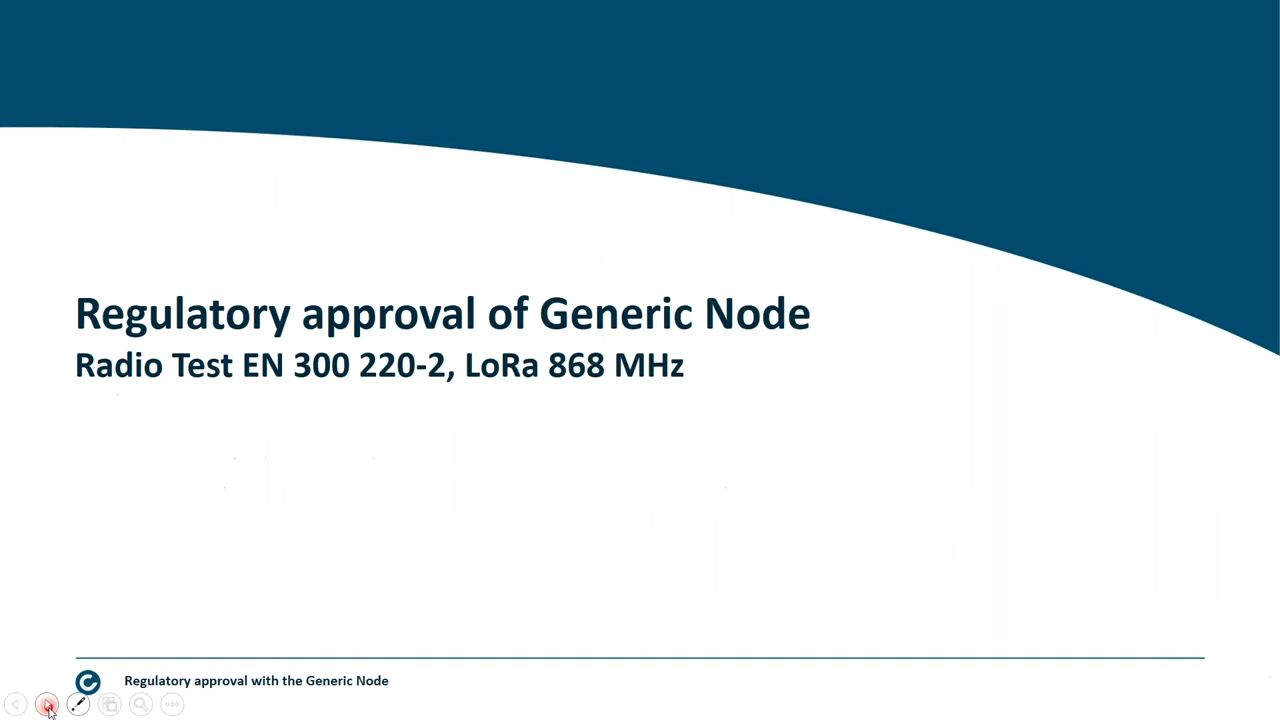 Regulatory approval of Generic Node
Radio Test EN 300 220-2, LoRa 868 MHz
Regulatory approval with the Generic Node